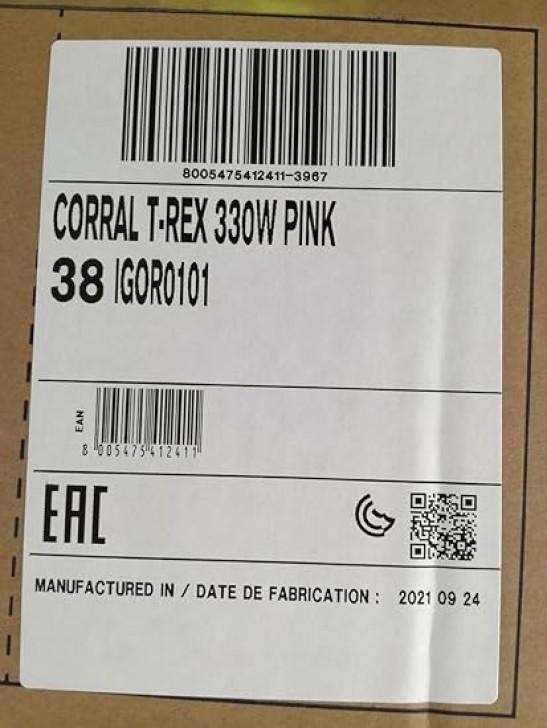 8005475412411-3967
CORRAL T-REX 330W PINK
38 IGOR0101
EAN
8 005475 412411
EAC
MANUFACTURED IN / DATE DE FABRICATION : 2021 09 24